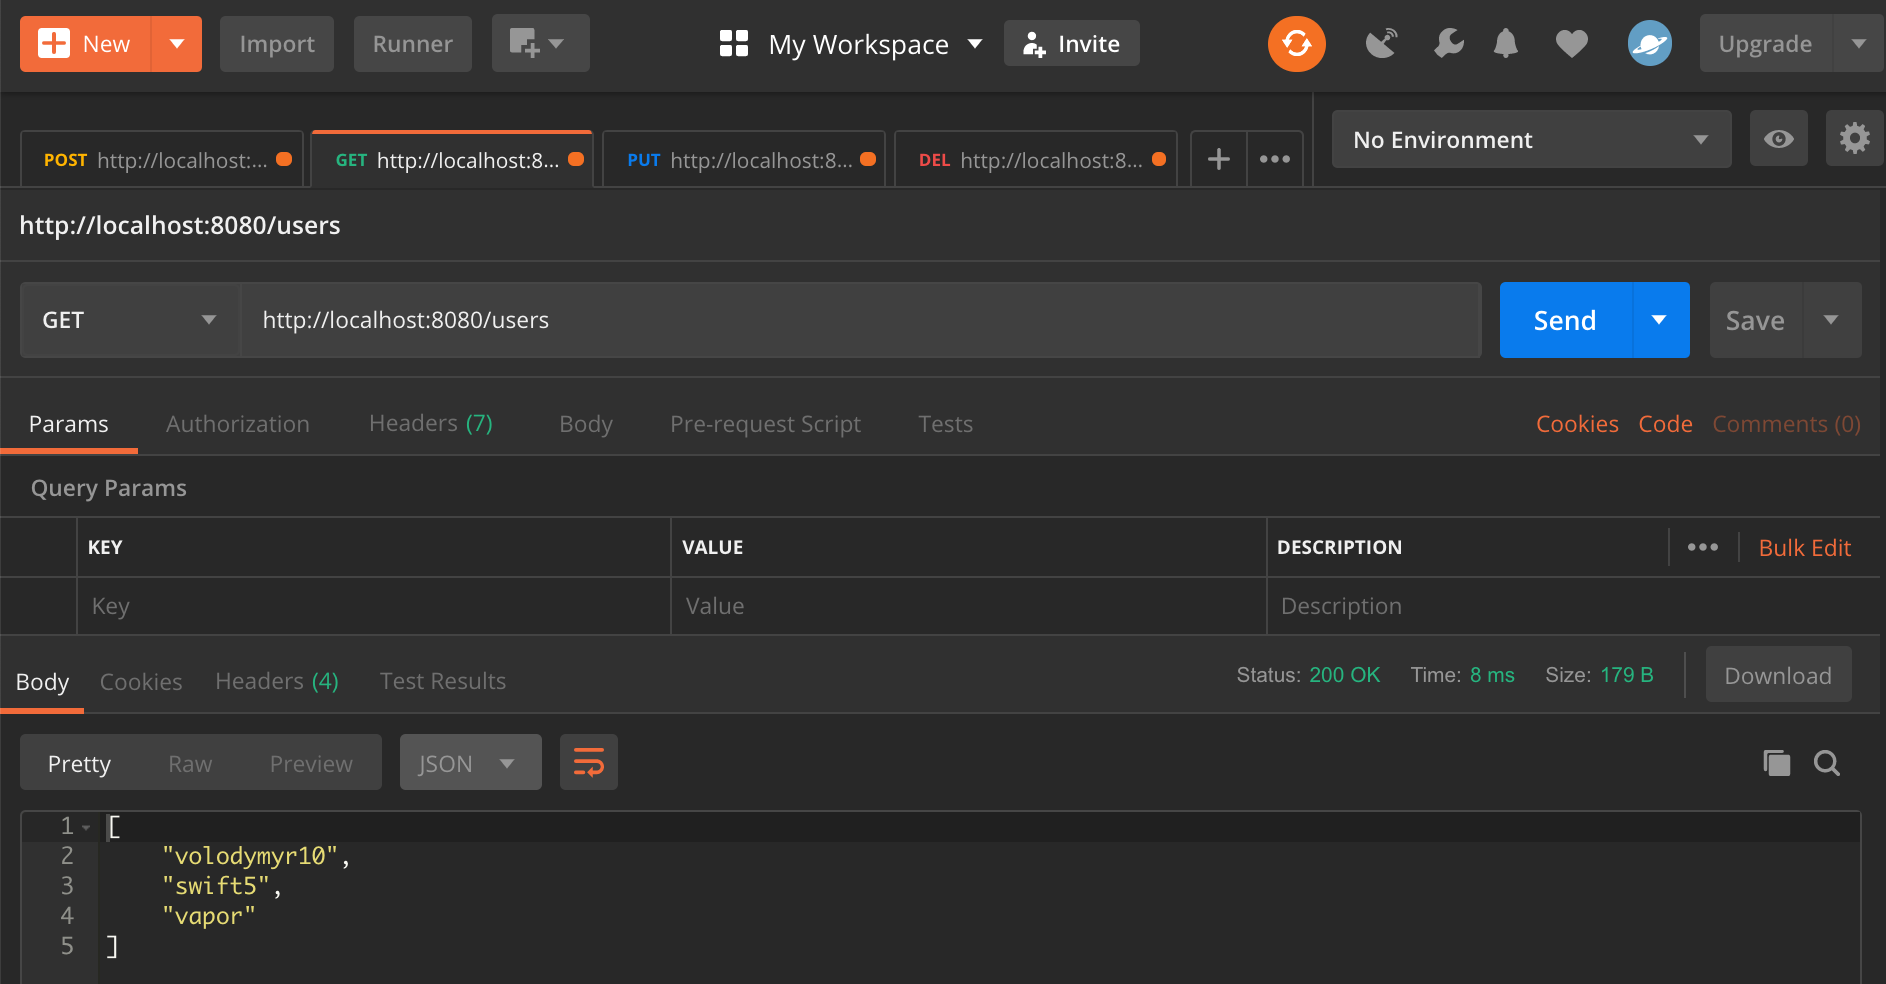 New Import Runner My Workspace Invite Upgrade
POST http://localhost:... GET http://localhost:8... PUT http://localhost:8... DEL http://localhost:8... No Environment
http://localhost:8080/users
GET http://localhost:8080/users Send Save
Params Authorization Headers (7) Body Pre-request Script Tests Cookies Code Comments (0)
Query Params
KEY VALUE DESCRIPTION Bulk Edit
Key Value Description
Body Cookies Headers (4) Test Results Status: 200 OK Time: 8 ms Size: 179 B Download
Pretty Raw Preview JSON
1 [
2 "volodymyr10",
3 "swift5",
4 "vapor"
5 ]